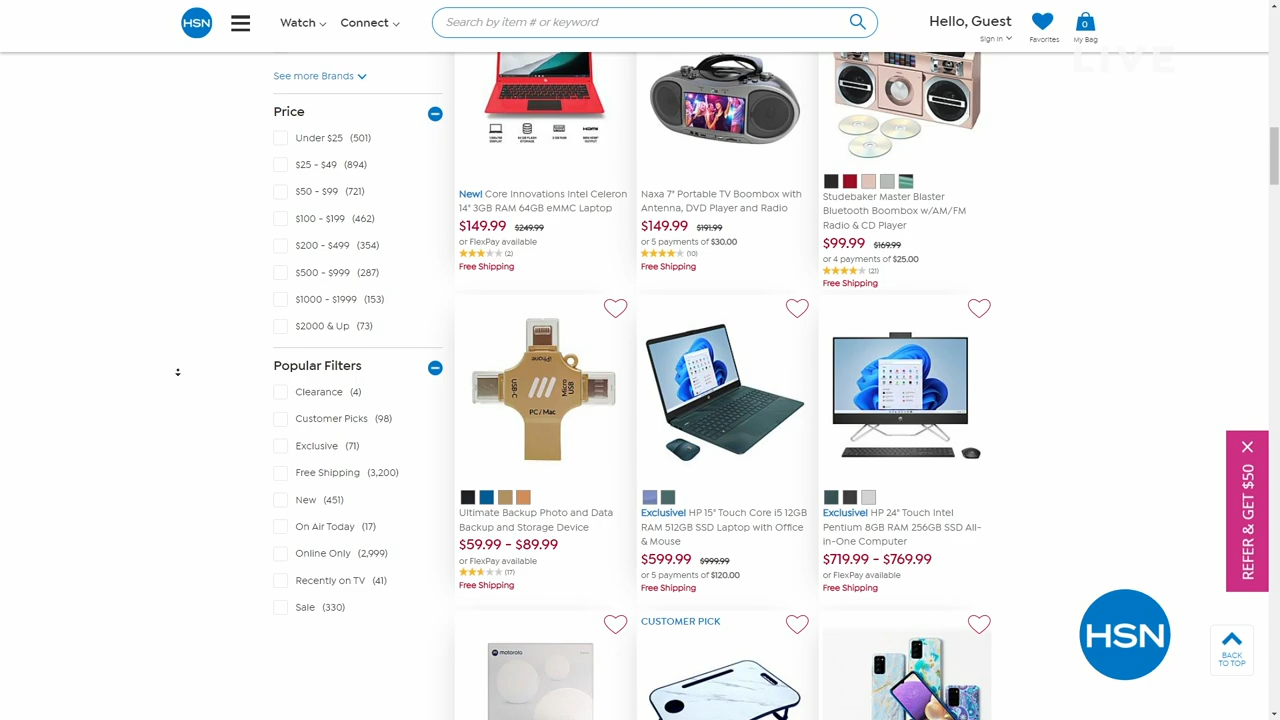 HSN
Watch
Connect
Search by item # or keyword
Hello, Guest
Sign In
Favorites
0
My Bag
LIVE
See more Brands
Price
Under $25 (501)
$25 - $49 (894)
$50 - $99 (721)
$100 - $199 (462)
$200 - $499 (354)
$500 - $999 (287)
$1000 - $1999 (153)
$2000 & Up (73)
Popular Filters
Clearance (4)
Customer Picks (98)
Exclusive (71)
Free Shipping (3,200)
New (451)
On Air Today (17)
Online Only (2,999)
Recently on TV (41)
Sale (330)
New! Core Innovations Intel Celeron
14" 3GB RAM 64GB eMMC Laptop
$149.99 $249.99
or FlexPay available
(2)
Free Shipping
Naxa 7" Portable TV Boombox with
Antenna, DVD Player and Radio
$149.99 $191.99
or 5 payments of $30.00
(10)
Free Shipping
Studebaker Master Blaster
Bluetooth Boombox w/AM/FM
Radio & CD Player
$99.99 $169.99
or 4 payments of $25.00
(21)
Free Shipping
iPhone
USB-C
Micro
USB
PC / Mac
Ultimate Backup Photo and Data
Backup and Storage Device
$59.99 - $89.99
or FlexPay available
(17)
Free Shipping
Exclusive! HP 15" Touch Core i5 12GB
RAM 512GB SSD Laptop with Office
& Mouse
$599.99 $999.99
or 5 payments of $120.00
Free Shipping
Exclusive! HP 24" Touch Intel
Pentium 8GB RAM 256GB SSD All-
in-One Computer
$719.99 - $769.99
or FlexPay available
Free Shipping
motorola
CUSTOMER PICK
REFER & GET $50
HSN
BACK
TO TOP